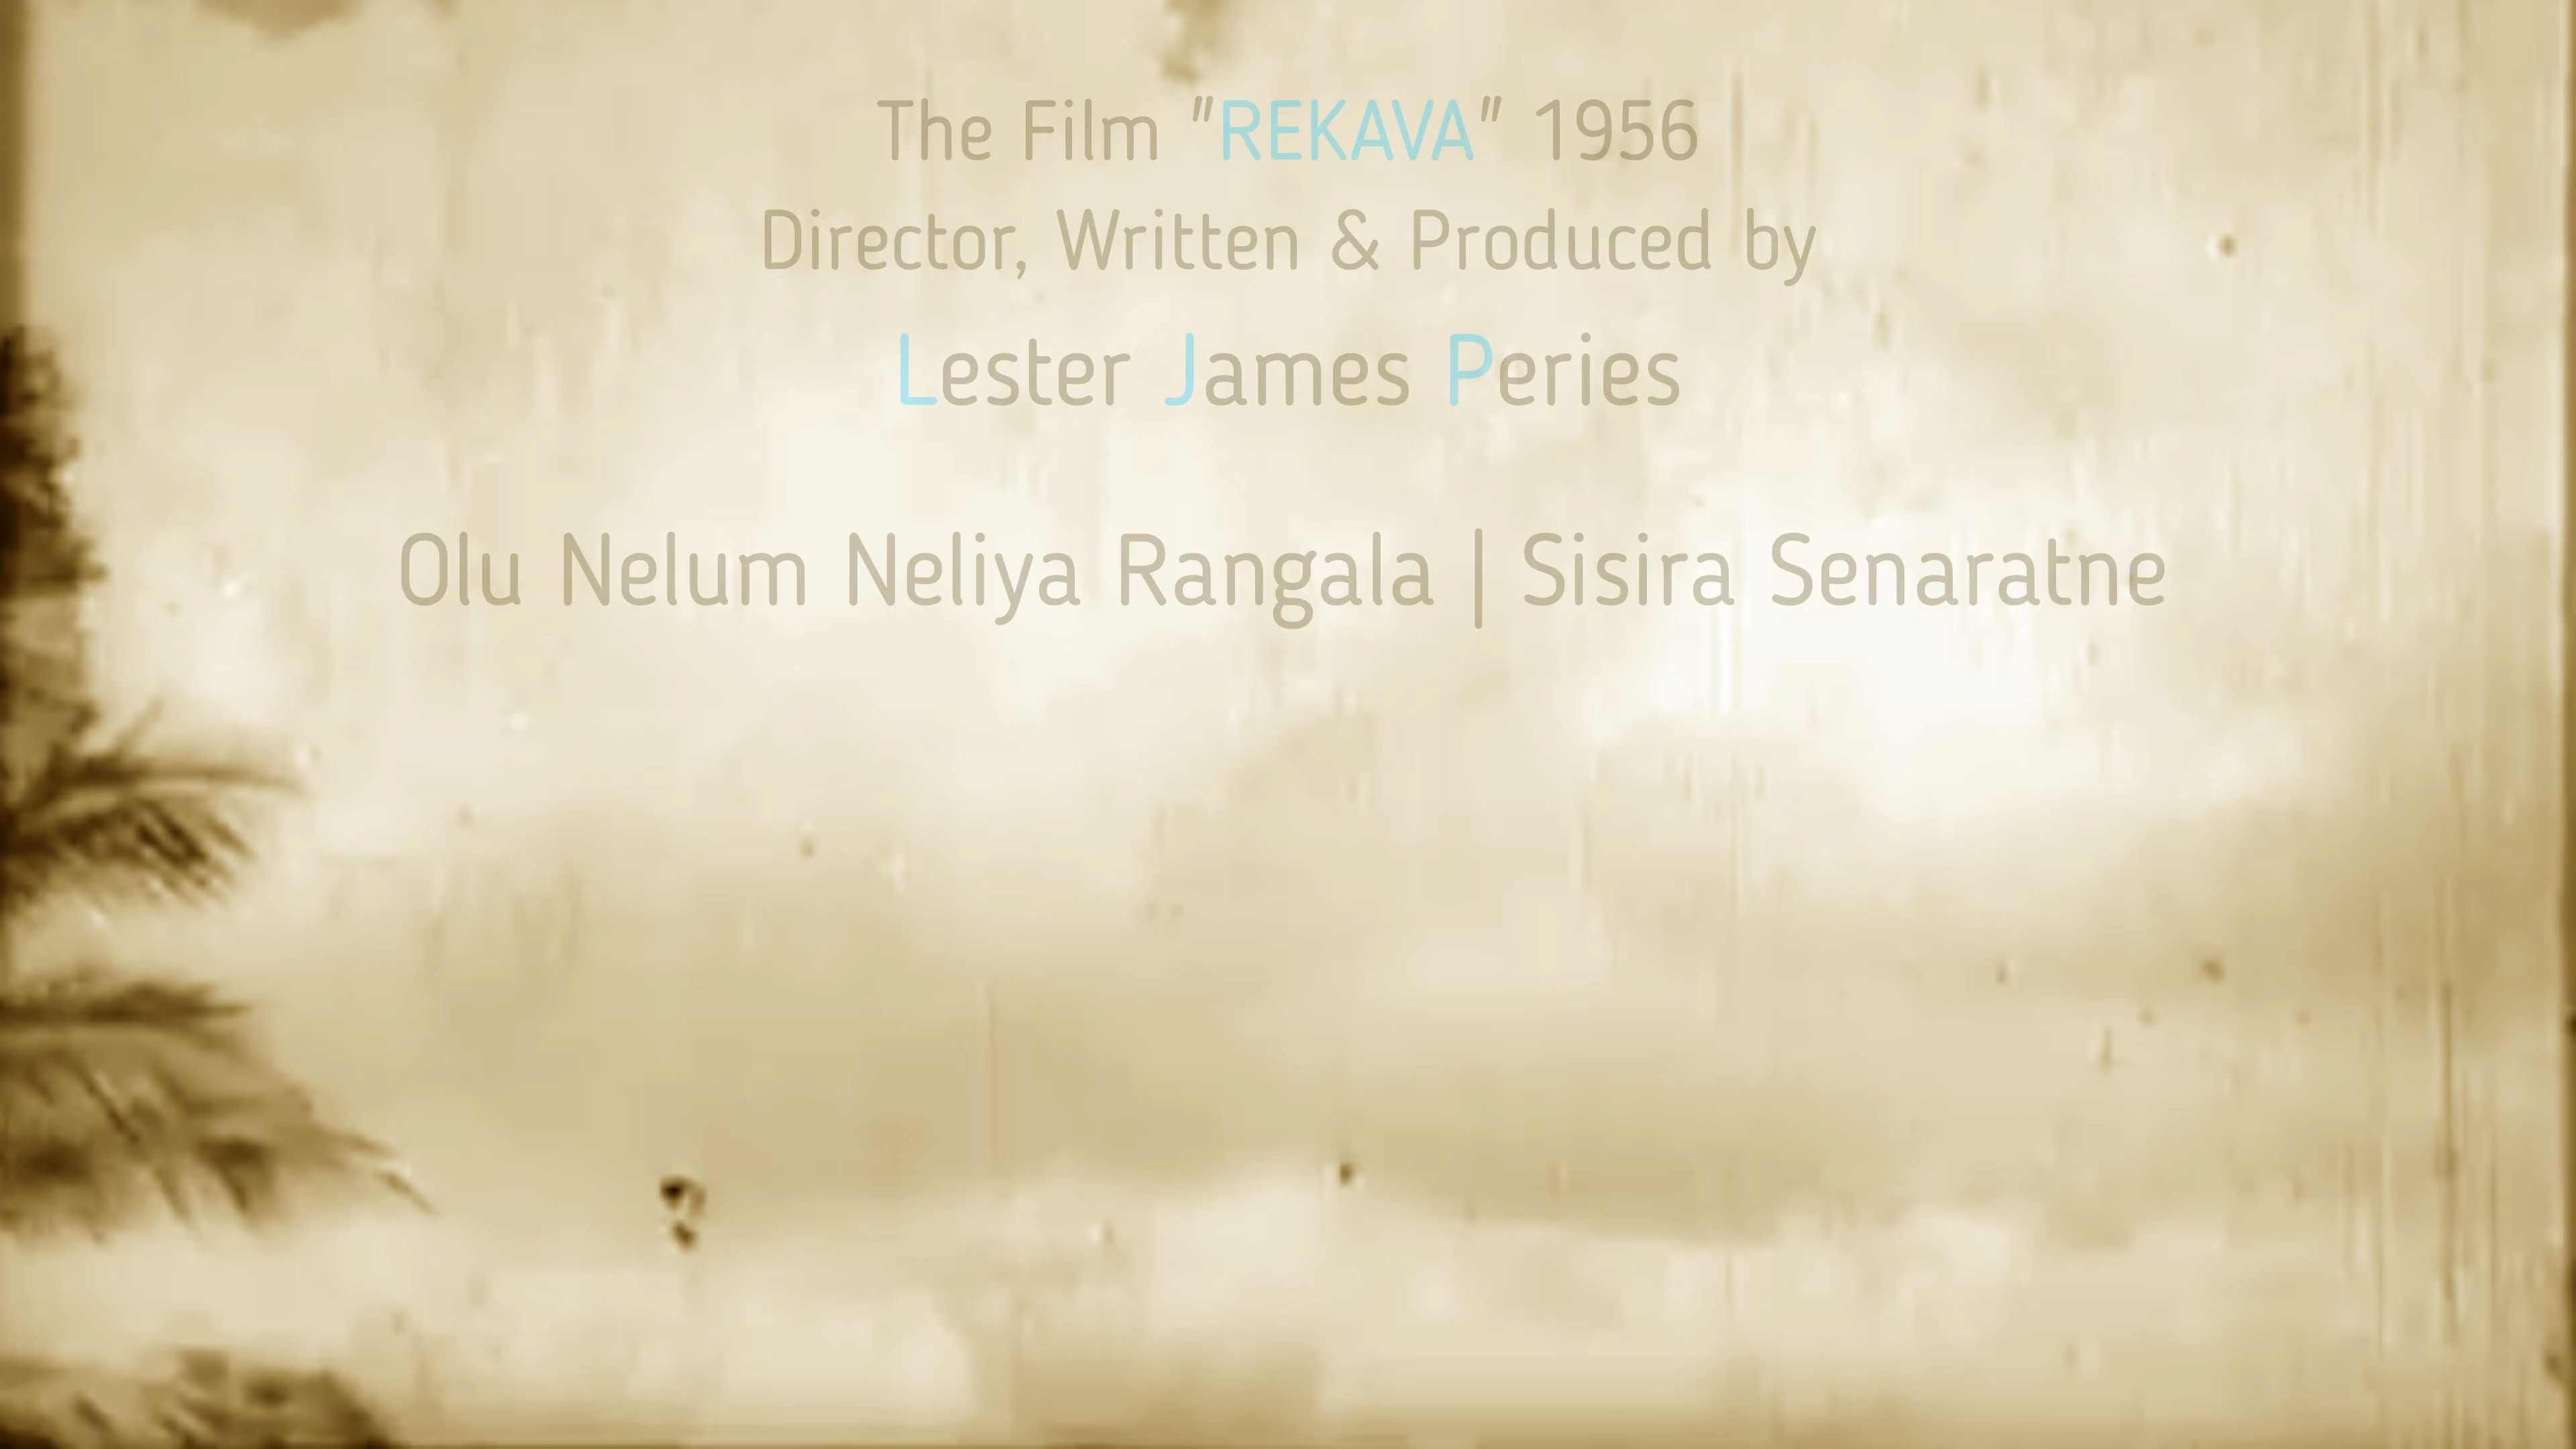 The Film "REKAVA" 1956
Director, Written & Produced by
Lester James Peries
Olu Nelum Neliya Rangala | Sisira Senaratne